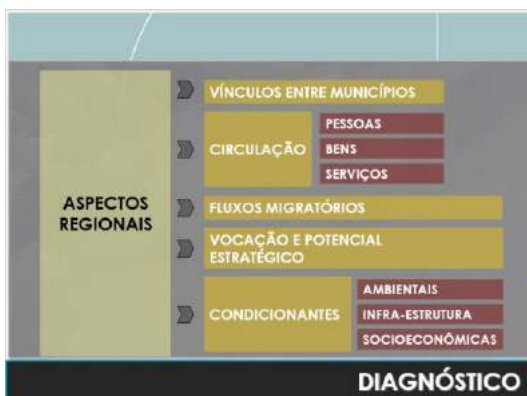 ASPECTOS
REGIONAIS
VÍNCULOS ENTRE MUNICÍPIOS
CIRCULAÇÃO
PESSOAS
BENS
SERVIÇOS
FLUXOS MIGRATÓRIOS
VOCAÇÃO E POTENCIAL
ESTRATÉGICO
CONDICIONANTES
AMBIENTAIS
INFRA-ESTRUTURA
SOCIOECONÔMICAS
DIAGNÓSTICO